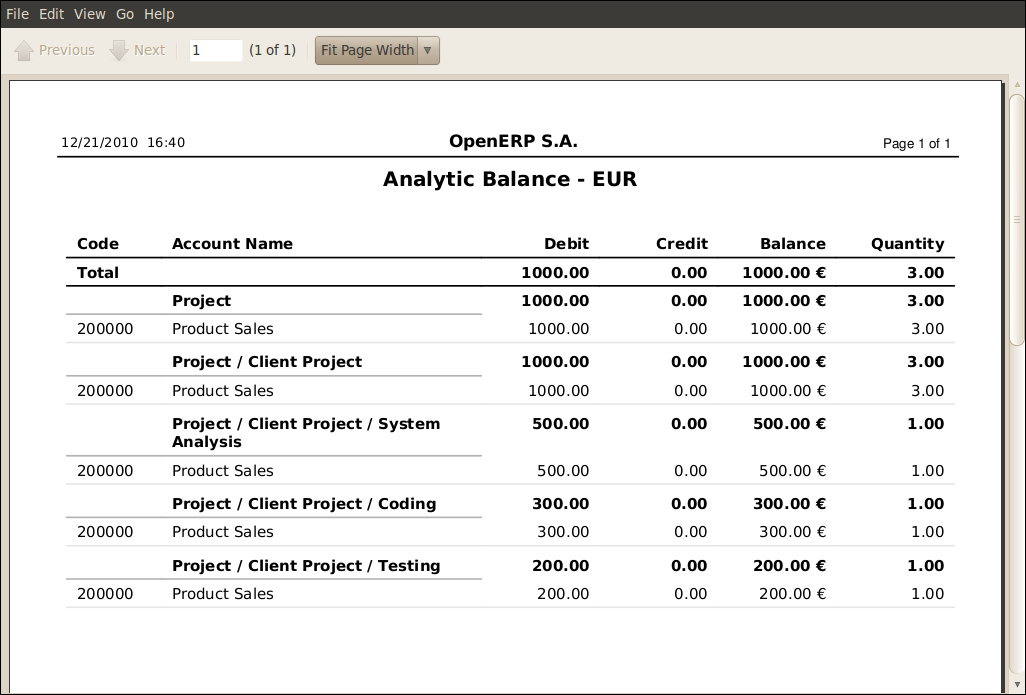 File Edit View Go Help
Previous Next 1 (1 of 1) Fit Page Width
12/21/2010 16:40 OpenERP S.A. Page 1 of 1
Analytic Balance - EUR
Code Account Name Debit Credit Balance Quantity
Total 1000.00 0.00 1000.00 € 3.00
Project 1000.00 0.00 1000.00 € 3.00
200000 Product Sales 1000.00 0.00 1000.00 € 3.00
Project / Client Project 1000.00 0.00 1000.00 € 3.00
200000 Product Sales 1000.00 0.00 1000.00 € 3.00
Project / Client Project / System 500.00 0.00 500.00 € 1.00
Analysis
200000 Product Sales 500.00 0.00 500.00 € 1.00
Project / Client Project / Coding 300.00 0.00 300.00 € 1.00
200000 Product Sales 300.00 0.00 300.00 € 1.00
Project / Client Project / Testing 200.00 0.00 200.00 € 1.00
200000 Product Sales 200.00 0.00 200.00 € 1.00